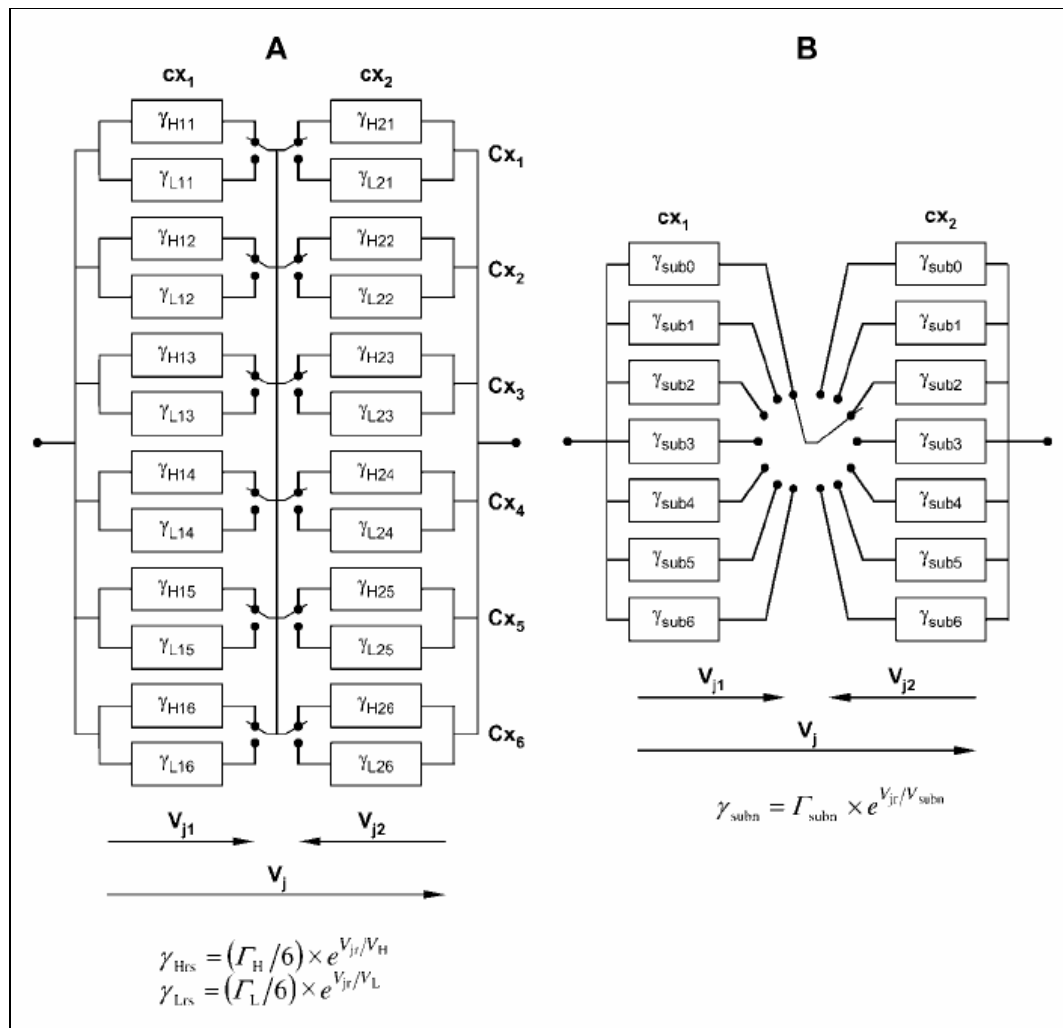 A
cx₁ cx₂
γH11 γH21
Cx₁
γL11 γL21
γH12 γH22
Cx₂
γL12 γL22
γH13 γH23
Cx₃
γL13 γL23
γH14 γH24
Cx₄
γL14 γL24
γH15 γH25
Cx₅
γL15 γL25
γH16 γH26
Cx₆
γL16 γL26
Vj1 Vj2
Vj
γHrs = (ΓH/6) × e^(Vjr/VH)
γLrs = (ΓL/6) × e^(Vjr/VL)
B
cx₁ cx₂
γsub0 γsub0
γsub1 γsub1
γsub2 γsub2
γsub3 γsub3
γsub4 γsub4
γsub5 γsub5
γsub6 γsub6
Vj1 Vj2
Vj
γsubn = Γsubn × e^(Vjr/Vsubn)